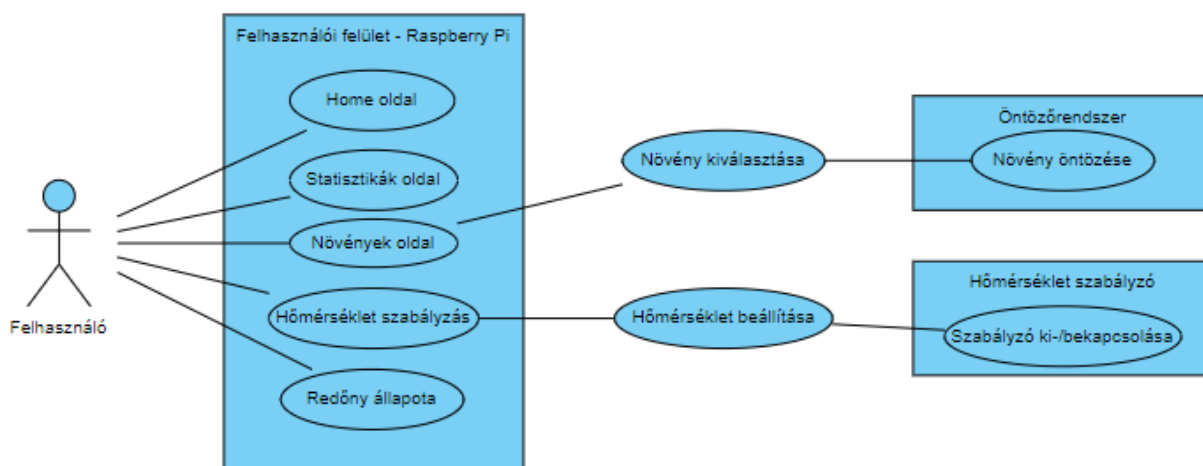 Felhasználói felület - Raspberry Pi
Home oldal
Statisztikák oldal
Növények oldal
Hőmérséklet szabályzás
Redőny állapota
Felhasználó
Növény kiválasztása
Hőmérséklet beállítása
Öntözőrendszer
Növény öntözése
Hőmérséklet szabályzó
Szabályzó ki-/bekapcsolása